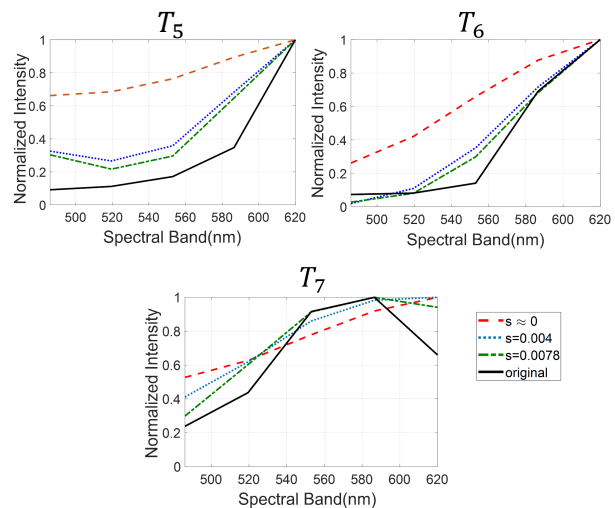 T5
T6
1
0.8
0.6
0.4
0.2
0
Normalized Intensity
500 520 540 560 580 600 620
Spectral Band(nm)
1
0.8
0.6
0.4
0.2
0
Normalized Intensity
500 520 540 560 580 600 620
Spectral Band(nm)
T7
1
0.8
0.6
0.4
0.2
0
Normalized Intensity
500 520 540 560 580 600 620
Spectral Band(nm)
s ≈ 0
s=0.004
s=0.0078
original